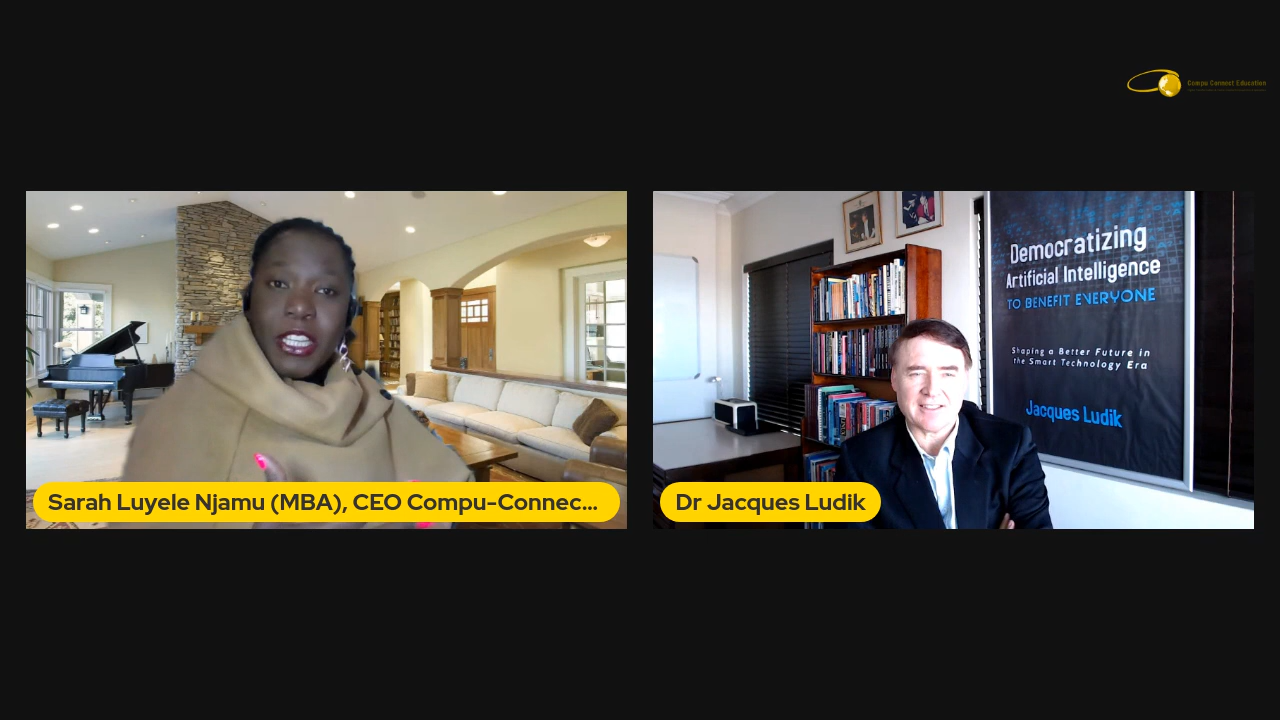 Compu Connect Education
Democratizing
Artificial Intelligence
TO BENEFIT EVERYONE
Shaping a Better Future in
the Smart Technology Era
Jacques Ludik
Sarah Luyele Njamu (MBA), CEO Compu-Connec...
Dr Jacques Ludik